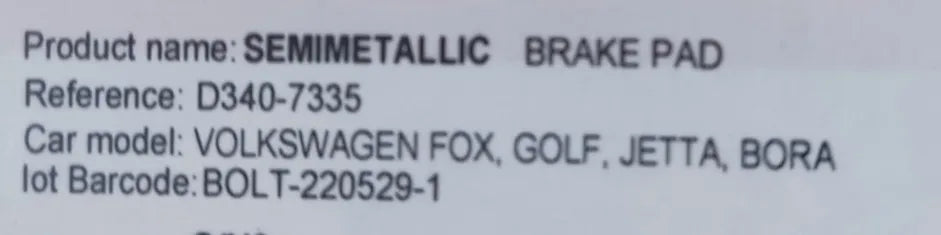 Product name: SEMIMETALLIC BRAKE PAD
Reference: D340-7335
Car model: VOLKSWAGEN FOX, GOLF, JETTA, BORA
lot Barcode: BOLT-220529-1